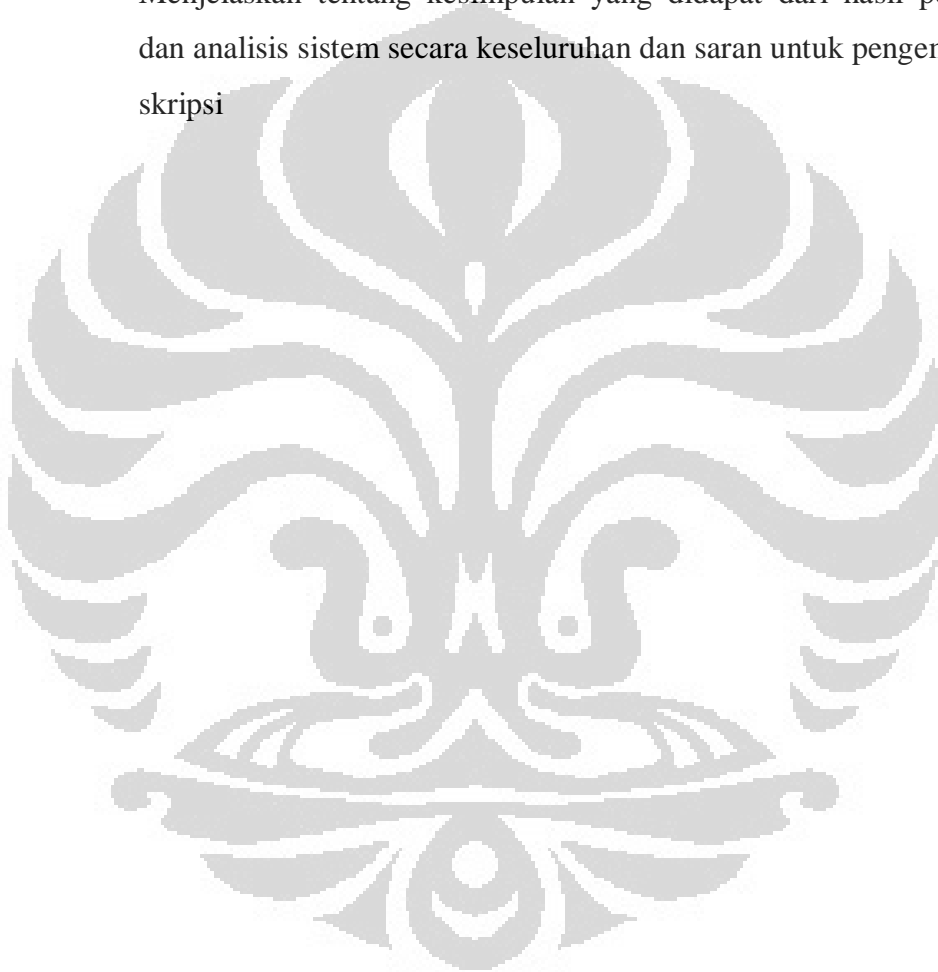 Menjelaskan tentang kesimpulan yang didapat dari hasil
dan analisis sistem secara keseluruhan dan saran untuk
skripsi